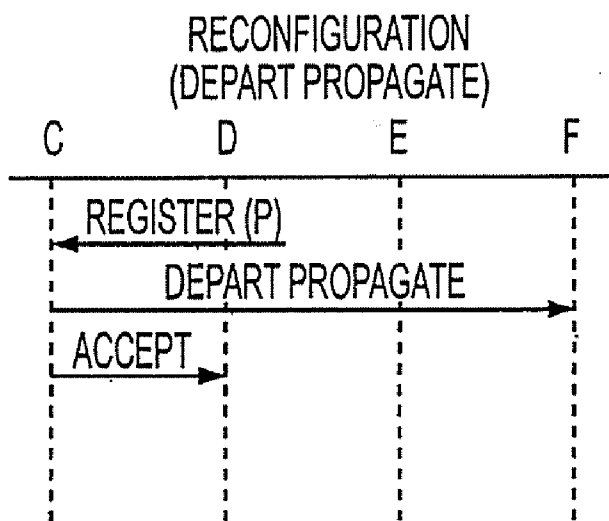 RECONFIGURATION
(DEPART PROPAGATE)
C D E F
REGISTER (P)
DEPART PROPAGATE
ACCEPT